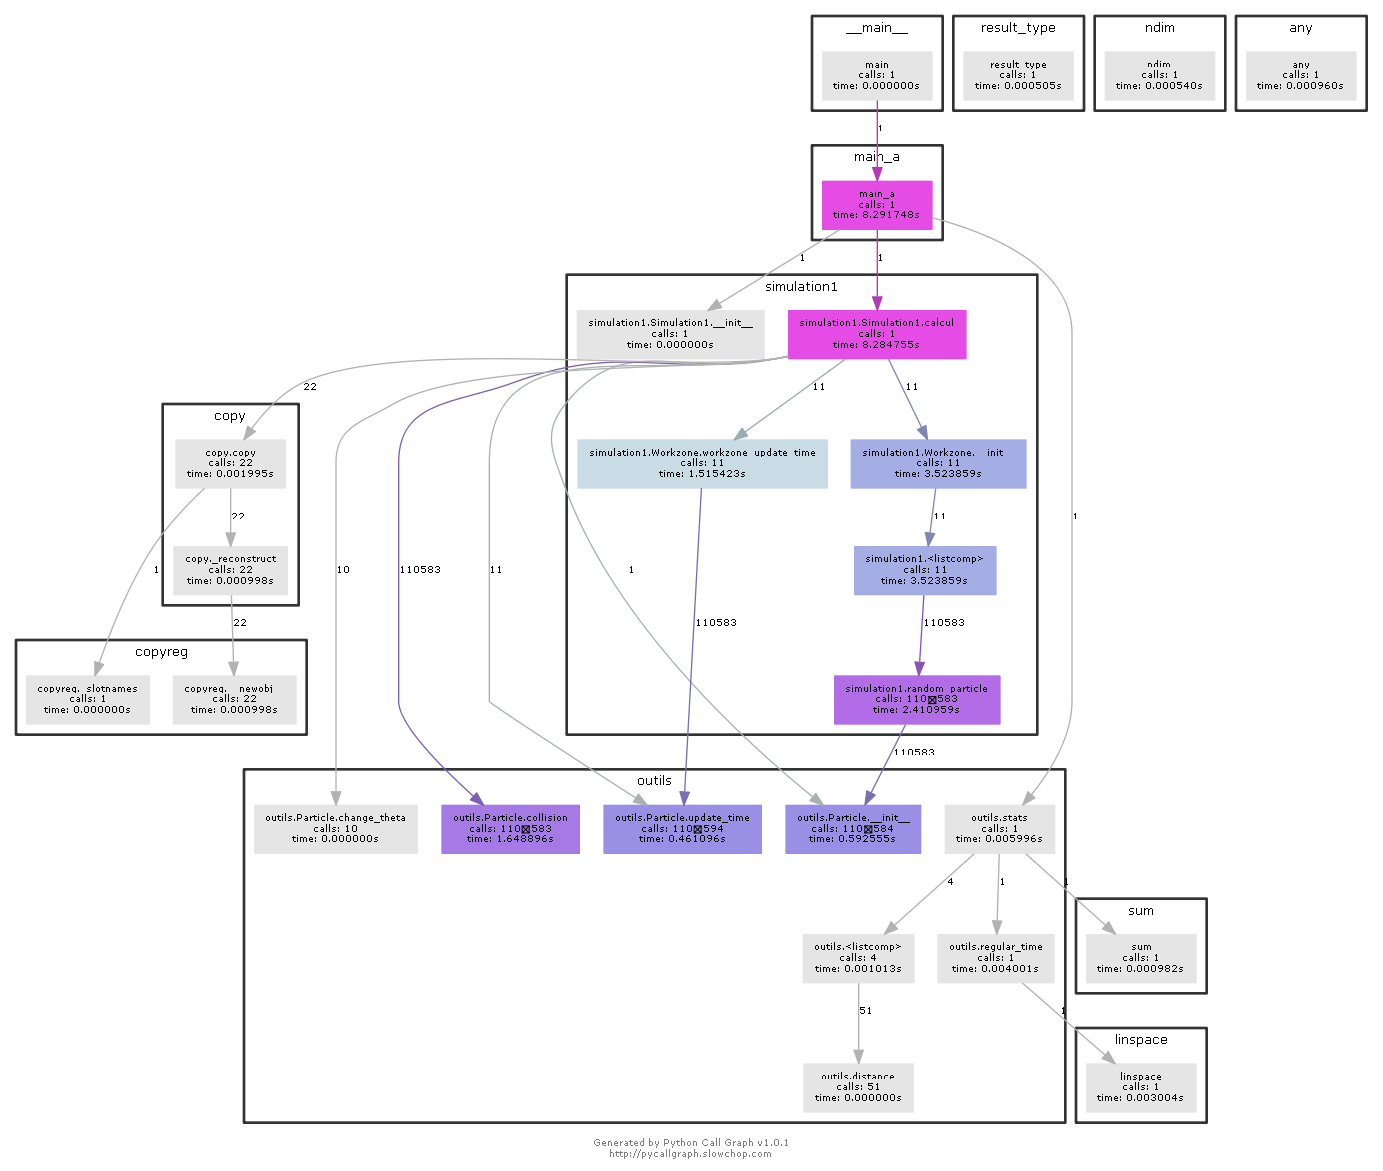 __main__
main
calls: 1
time: 0.000000s
result_type
result_type
calls: 1
time: 0.000505s
ndim
ndim
calls: 1
time: 0.000540s
any
any
calls: 1
time: 0.000960s
1
main_a
main_a
calls: 1
time: 8.291748s
1
1
1
simulation1
simulation1.Simulation1.__init__
calls: 1
time: 0.000000s
simulation1.Simulation1.calcul
calls: 1
time: 8.284755s
22
11
11
copy
copy.copy
calls: 22
time: 0.001995s
simulation1.Workzone.workzone_update_time
calls: 11
time: 1.515423s
simulation1.Workzone.__init__
calls: 11
time: 3.523859s
22
11
copy._reconstruct
calls: 22
time: 0.000998s
simulation1.<listcomp>
calls: 11
time: 3.523859s
1
10
110583
11
1
22
110583
110583
copyreg
copyreg._slotnames
calls: 1
time: 0.000000s
copyreg.__newobj__
calls: 22
time: 0.000998s
simulation1.random_particle
calls: 110583
time: 2.410959s
110583
outils
outils.Particle.change_theta
calls: 10
time: 0.000000s
outils.Particle.collision
calls: 110583
time: 1.648896s
outils.Particle.update_time
calls: 110594
time: 0.461096s
outils.Particle.__init__
calls: 110584
time: 0.592555s
outils.stats
calls: 1
time: 0.005996s
4
1
1
outils.<listcomp>
calls: 4
time: 0.001013s
outils.regular_time
calls: 1
time: 0.004001s
sum
sum
calls: 1
time: 0.000982s
51
1
outils.distance
calls: 51
time: 0.000000s
linspace
linspace
calls: 1
time: 0.003004s
Generated by Python Call Graph v1.0.1
http://pycallgraph.slowchop.com